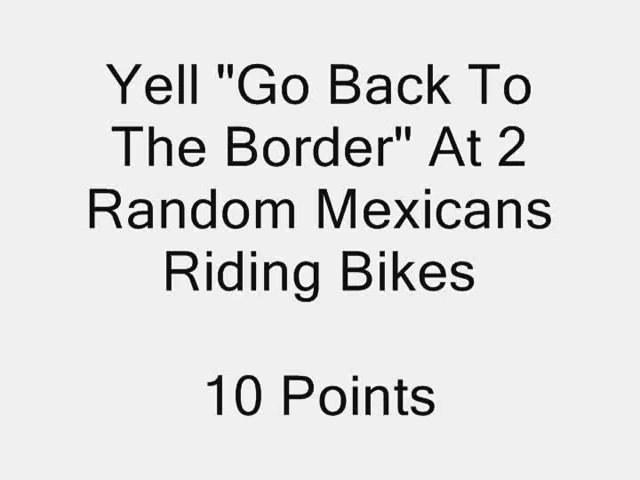 Yell "Go Back To
The Border" At 2
Random Mexicans
Riding Bikes
10 Points